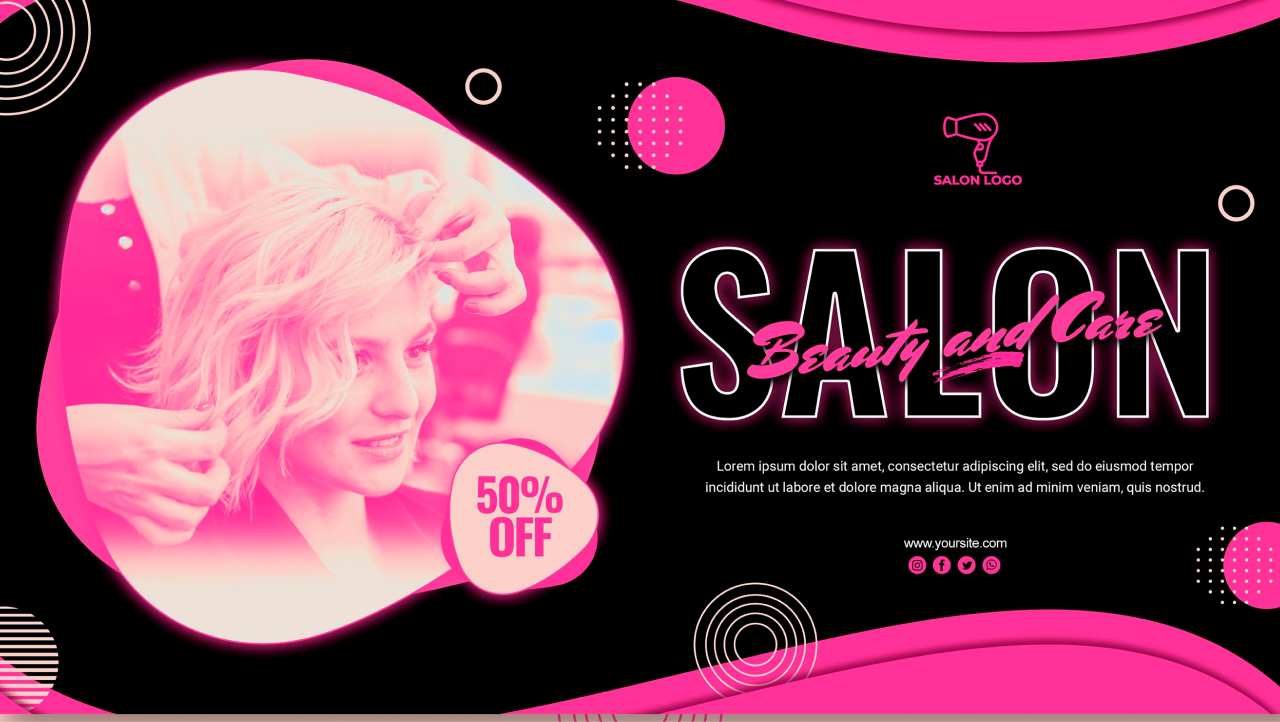 SALON LOGO
SALON
Beauty and Care
Lorem ipsum dolor sit amet, consectetur adipiscing elit, sed do eiusmod tempor
incididunt ut labore et dolore magna aliqua. Ut enim ad minim veniam, quis nostrud.
www.yoursite.com
50%
OFF